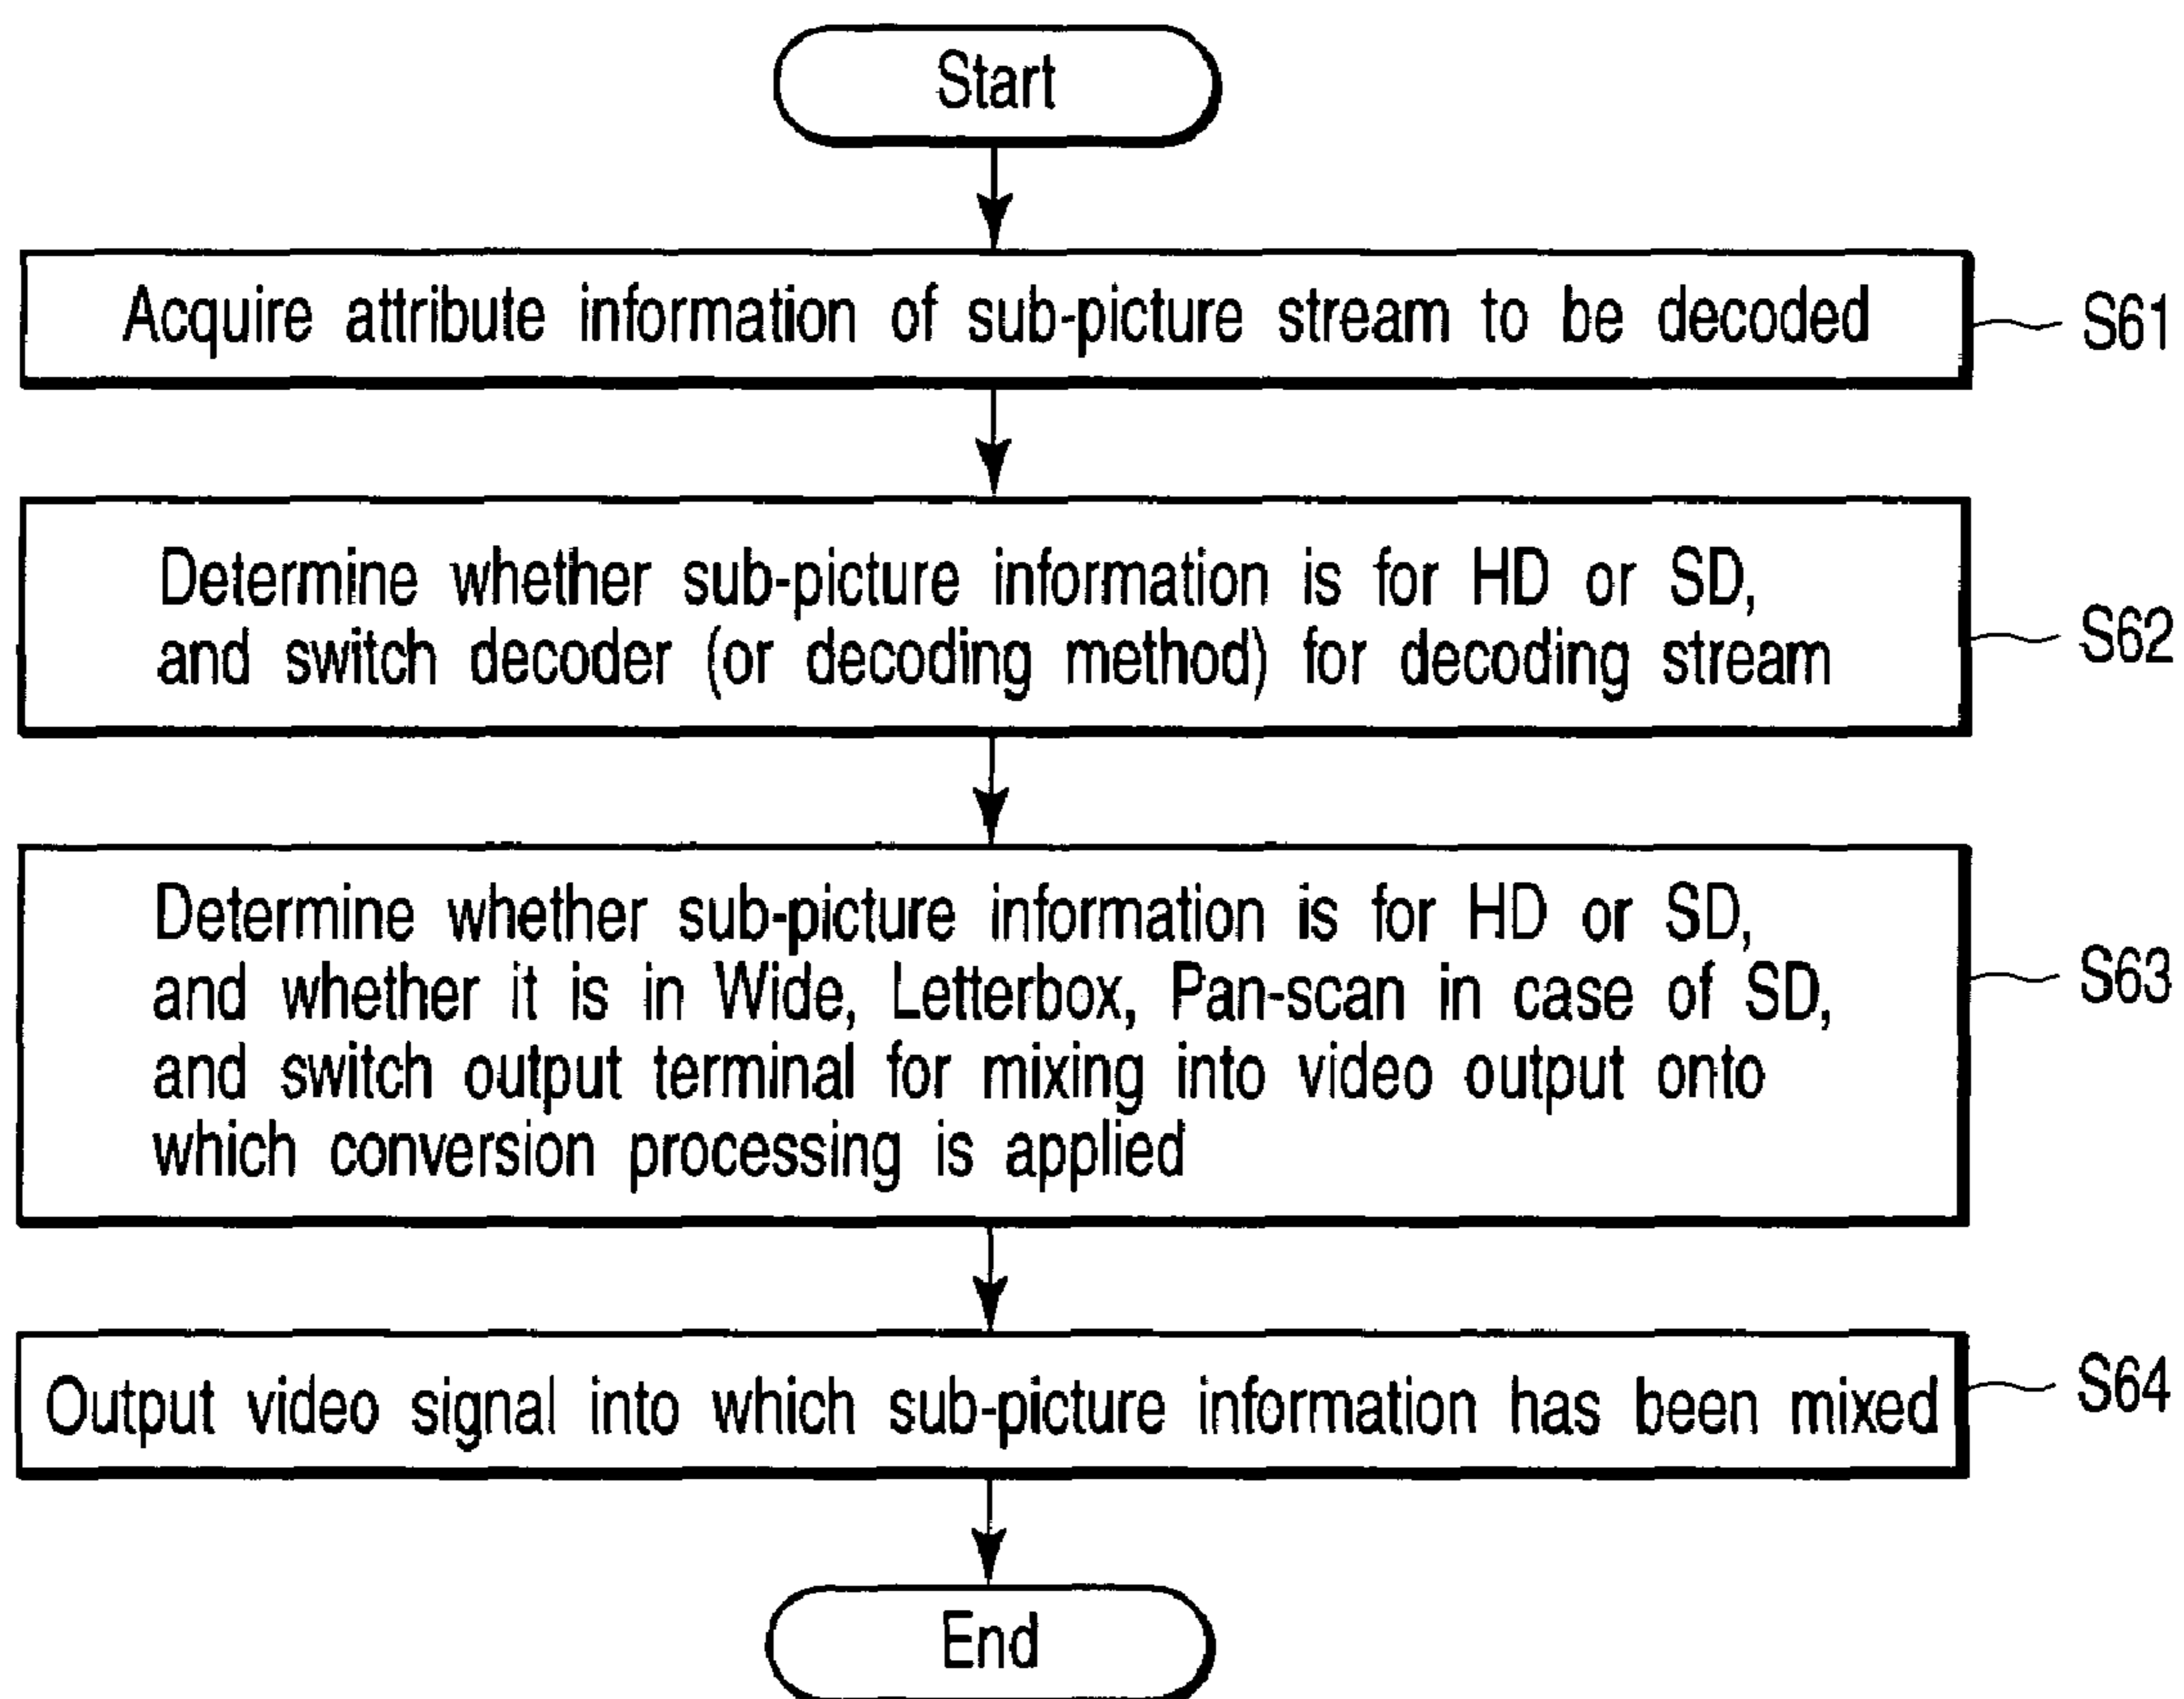 Start
Acquire attribute information of sub-picture stream to be decoded
S61
Determine whether sub-picture information is for HD or SD,
and switch decoder (or decoding method) for decoding stream
S62
Determine whether sub-picture information is for HD or SD,
and whether it is in Wide, Letterbox, Pan-scan in case of SD,
and switch output terminal for mixing into video output onto
which conversion processing is applied
S63
Output video signal into which sub-picture information has been mixed
S64
End